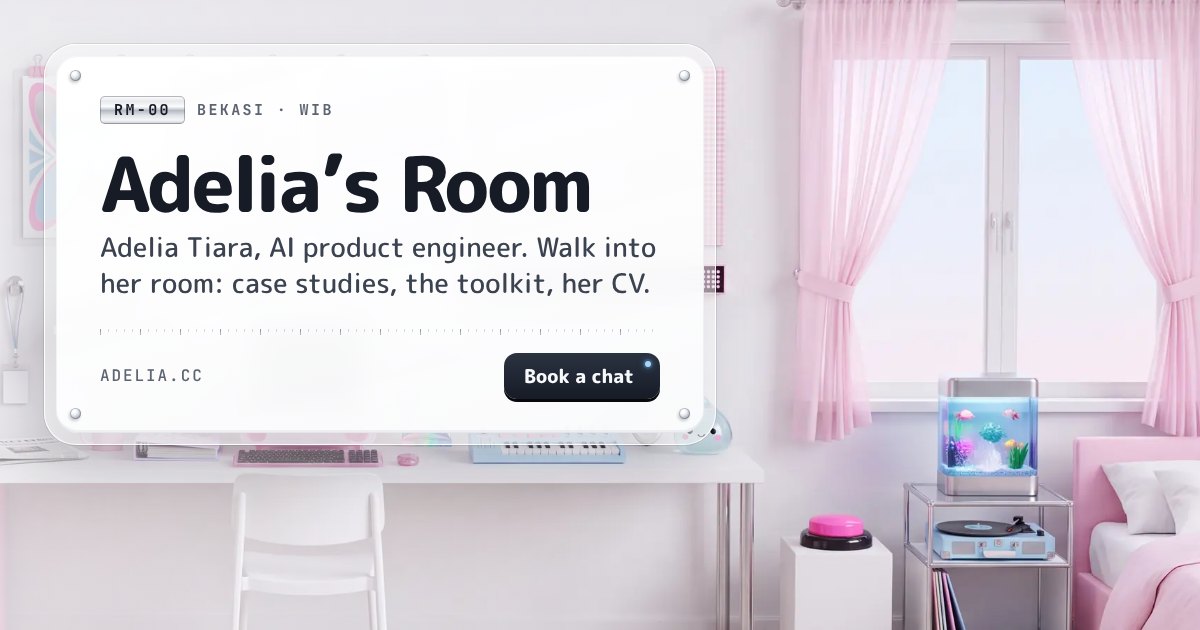 RM-00 BEKASI · WIB
Adelia’s Room
Adelia Tiara, AI product engineer. Walk into
her room: case studies, the toolkit, her CV.
ADELIA.CC
Book a chat